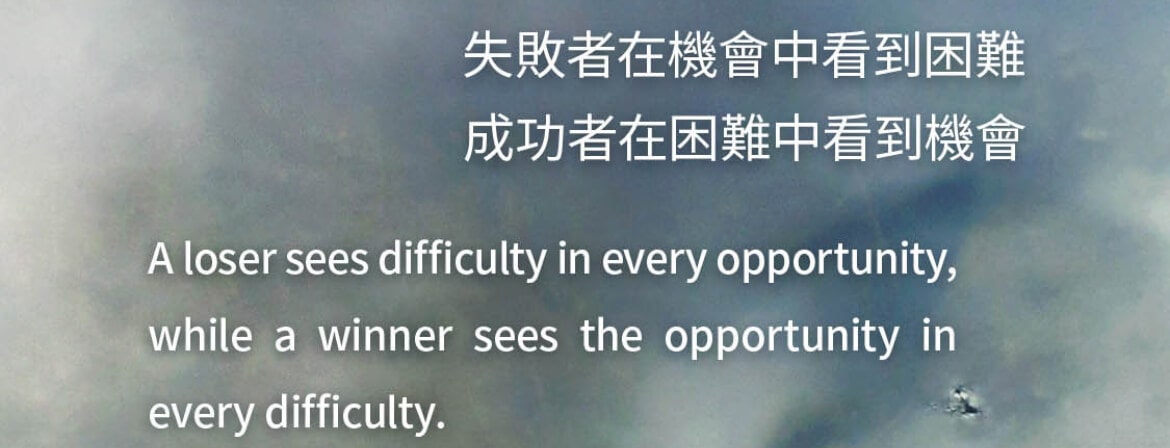 失敗者在機會中看到困難
成功者在困難中看到機會
A loser sees difficulty in every opportunity,
while a winner sees the opportunity in
every difficulty.